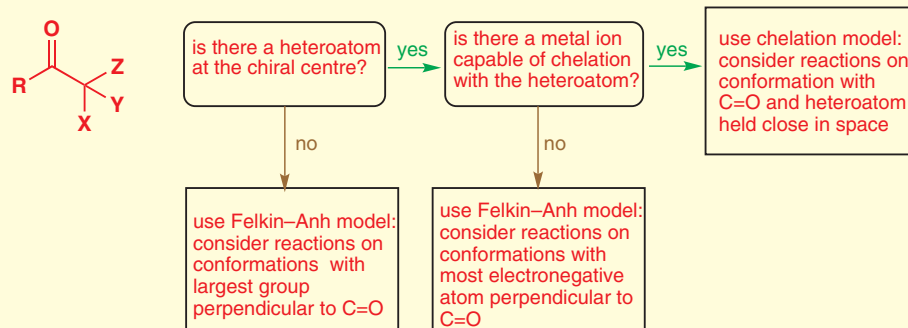 O
R
Z
Y
X
is there a heteroatom
at the chiral centre?
yes
is there a metal ion
capable of chelation
with the heteroatom?
yes
use chelation model:
consider reactions on
conformation with
C=O and heteroatom
held close in space
no
no
use Felkin–Anh model:
consider reactions on
conformations with
largest group
perpendicular to C=O
use Felkin–Anh model:
consider reactions on
conformations with
most electronegative
atom perpendicular to
C=O